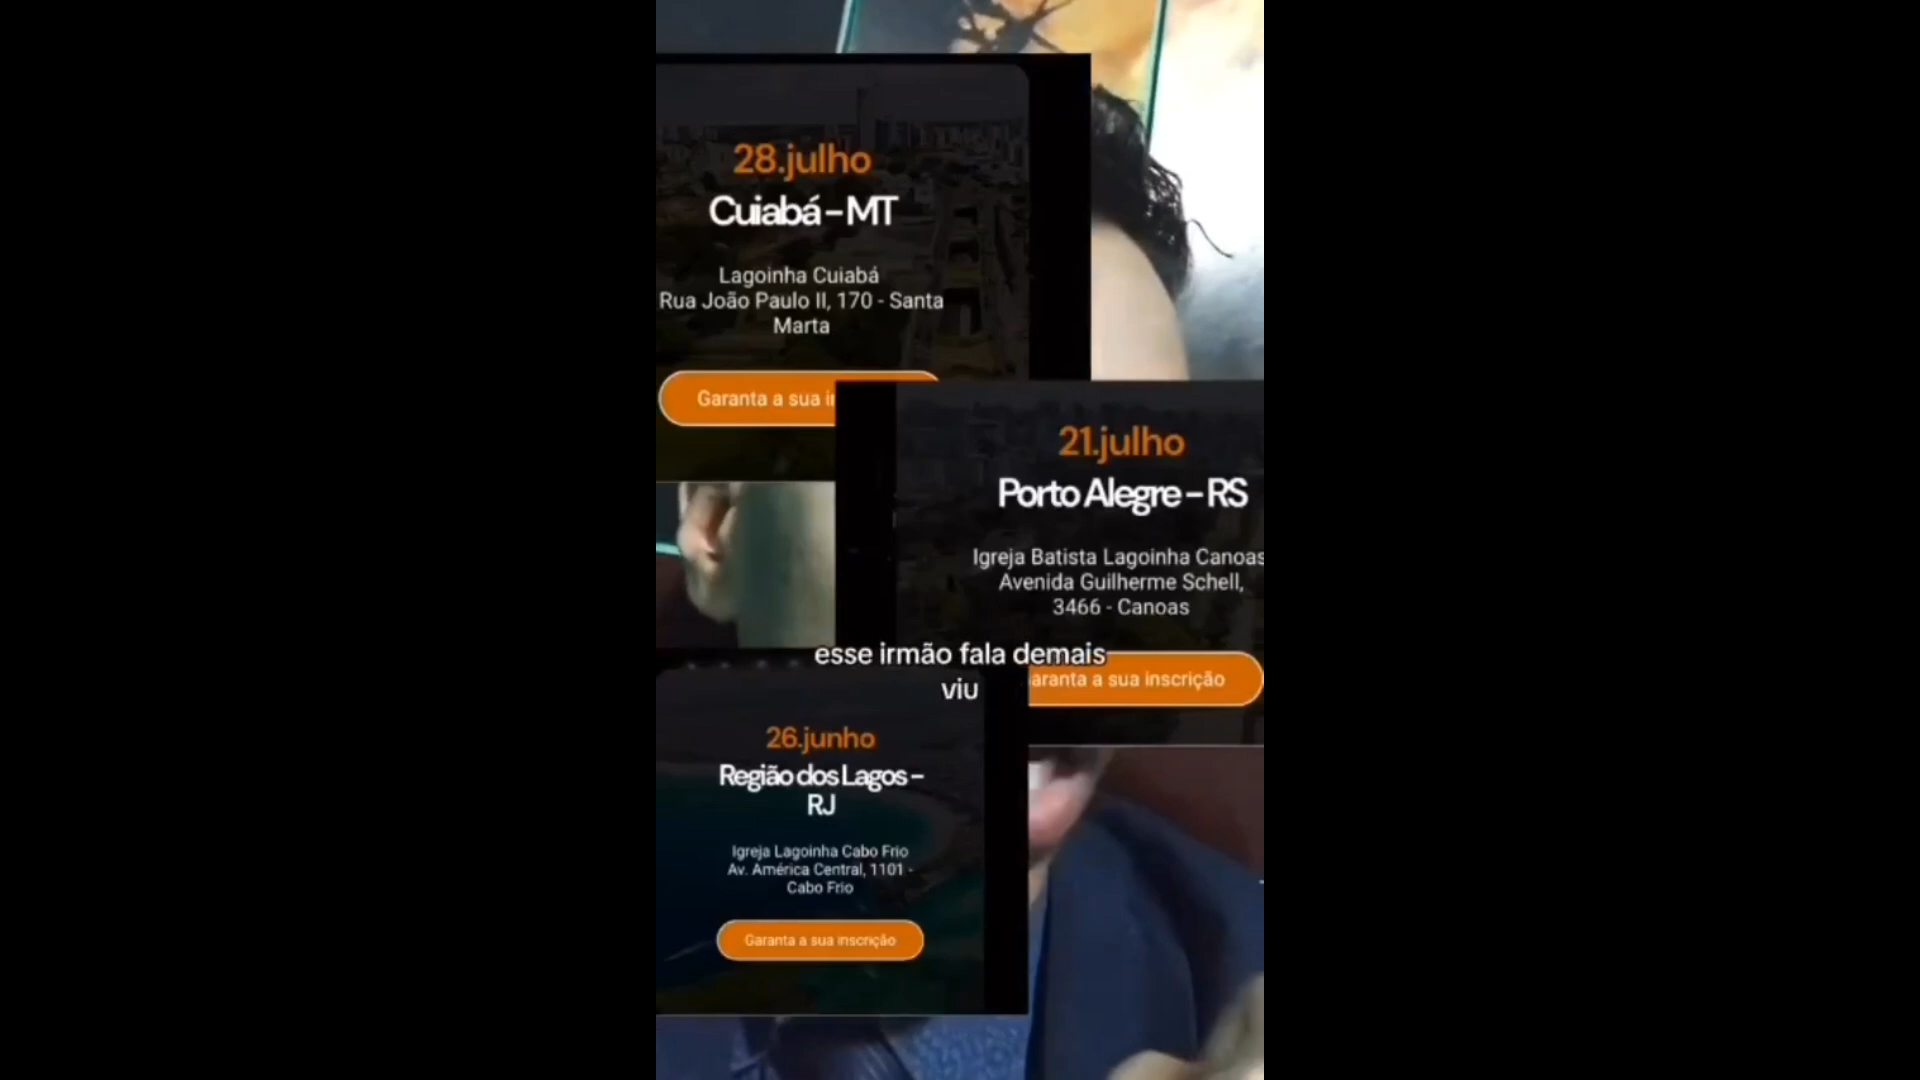 28.julho
Cuiabá – MT
Lagoinha Cuiabá
Rua João Paulo II, 170 - Santa
Marta
Garanta a sua
21.julho
Porto Alegre – RS
Igreja Batista Lagoinha Canoas
Avenida Guilherme Schell,
3466 - Canoas
esse irmão fala demais
viu
aranta a sua inscrição
26.junho
Região dos Lagos –
RJ
Igreja Lagoinha Cabo Frio
Av. América Central, 1101 -
Cabo Frio
Garanta a sua inscrição